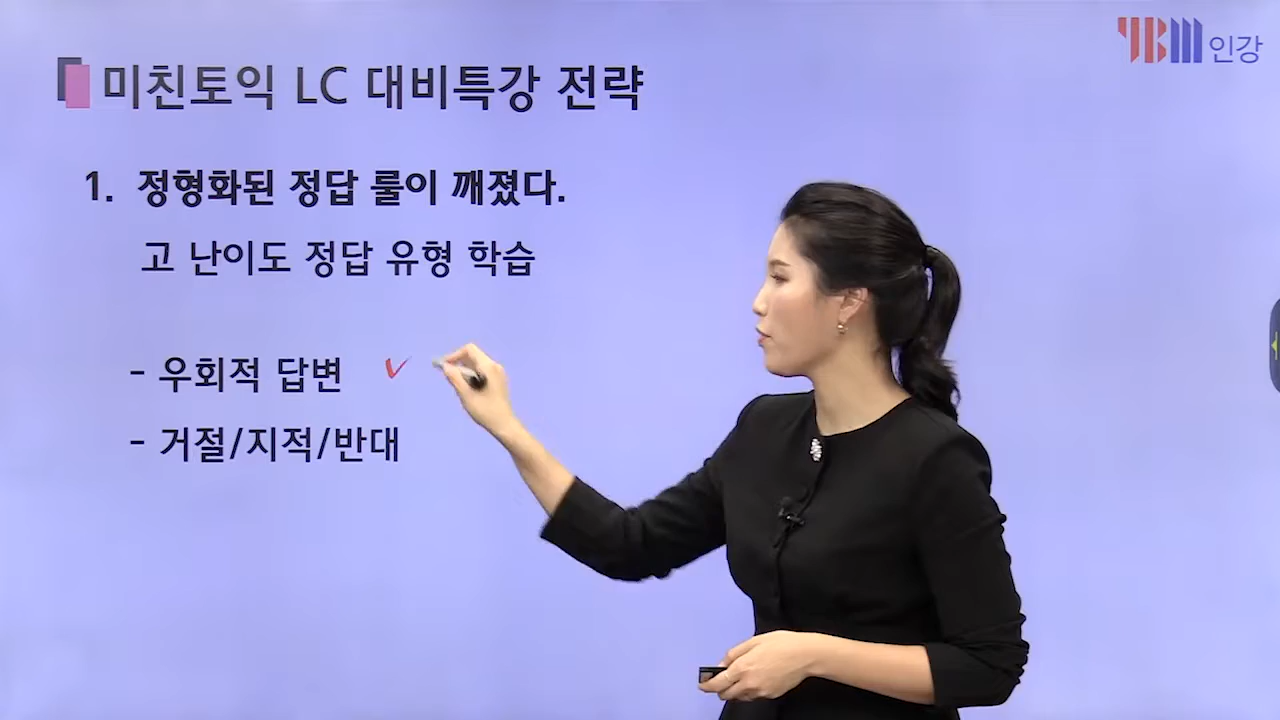 YBM 인강
미친토익 LC 대비특강 전략
1. 정형화된 정답 룰이 깨졌다.
고 난이도 정답 유형 학습
- 우회적 답변
- 거절/지적/반대